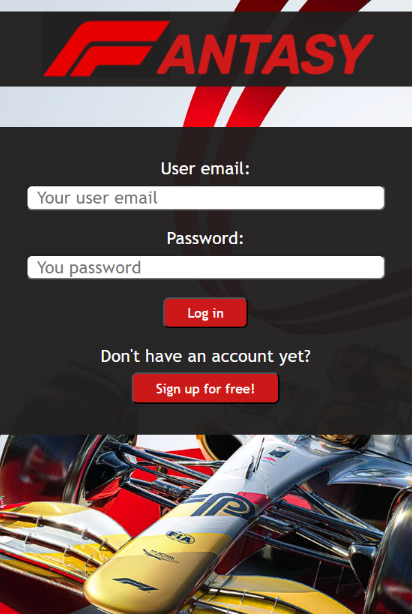 FANTASY
User email:
Your user email
Password:
You password
Log in
Don't have an account yet?
Sign up for free!
FIA